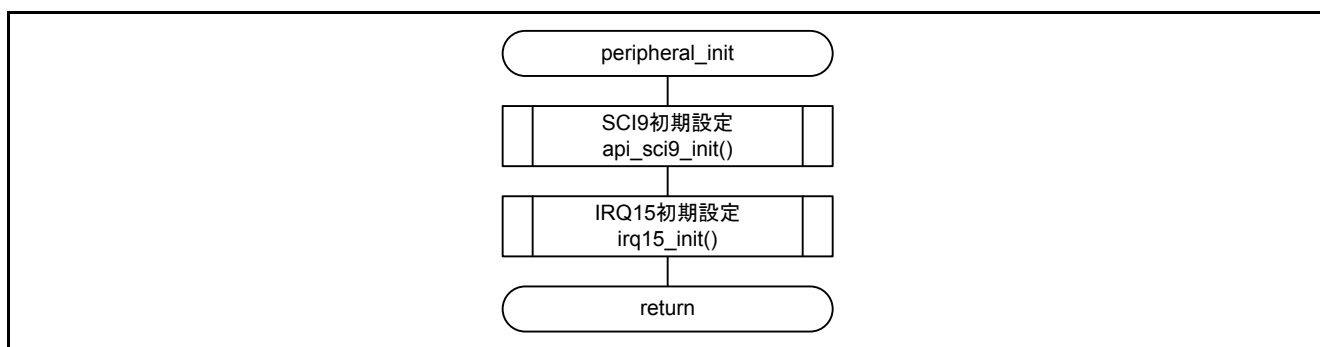 peripheral_init
SCI9初期設定
api_sci9_init()
IRQ15初期設定
irq15_init()
return